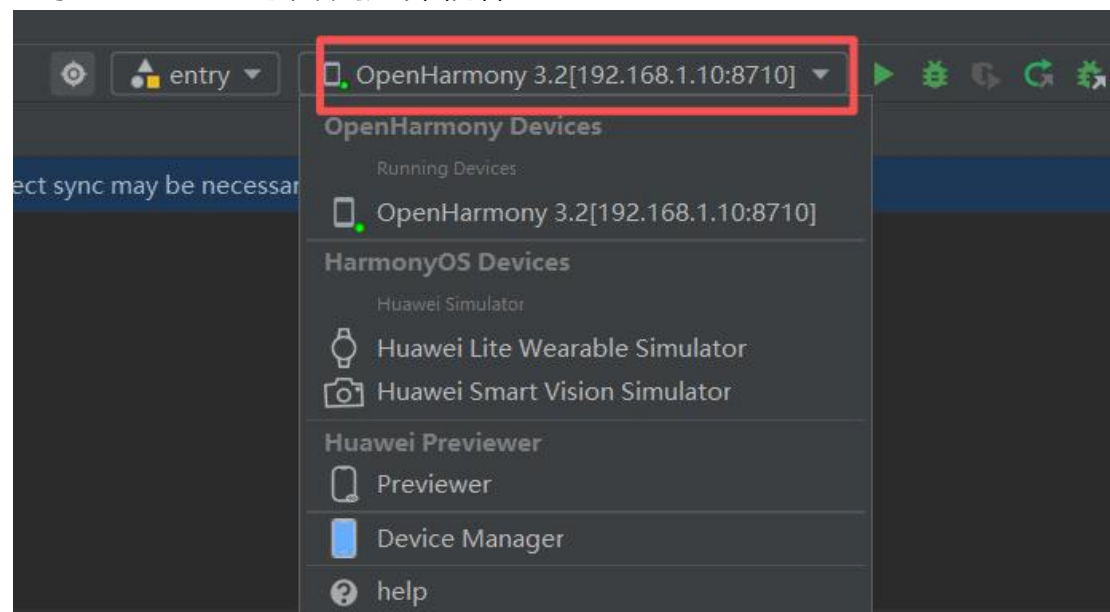 entry
OpenHarmony 3.2[192.168.1.10:8710]
OpenHarmony Devices
Running Devices
ect sync may be necessar
OpenHarmony 3.2[192.168.1.10:8710]
HarmonyOS Devices
Huawei Simulator
Huawei Lite Wearable Simulator
Huawei Smart Vision Simulator
Huawei Previewer
Previewer
Device Manager
help